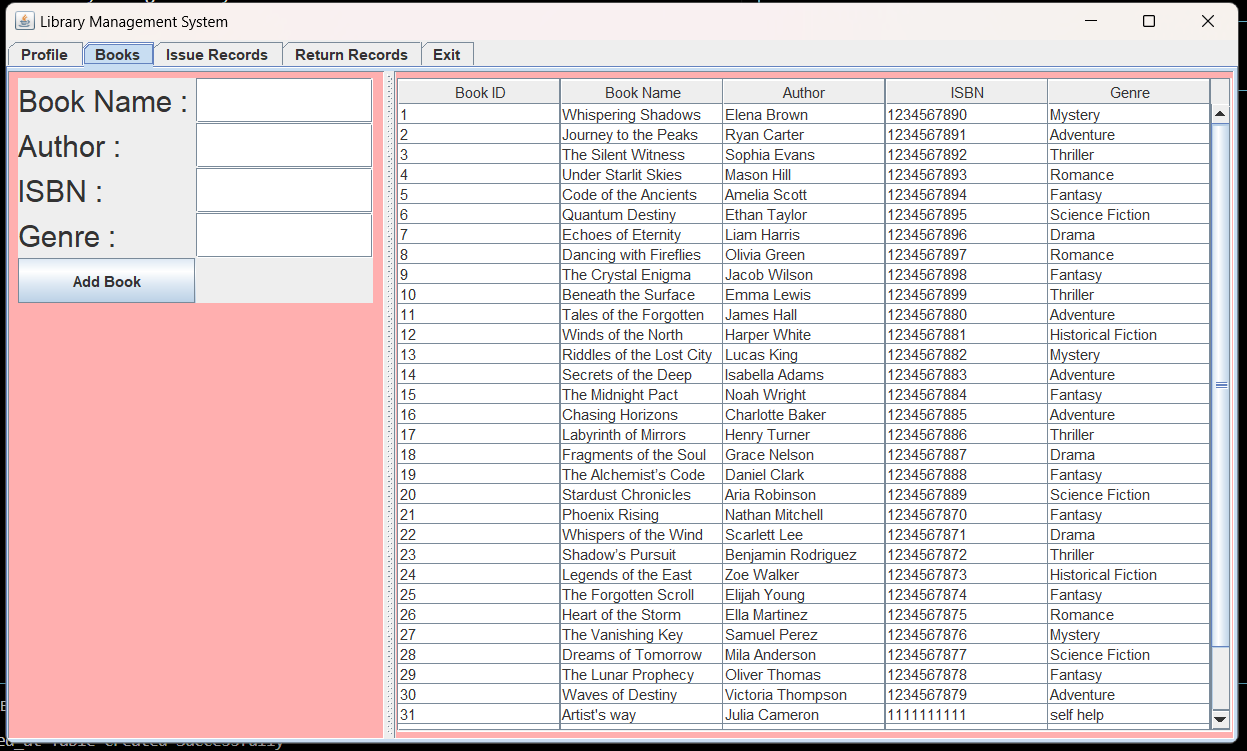 Library Management System
Profile Books Issue Records Return Records Exit
Book Name :
Author :
ISBN :
Genre :
Add Book
Book ID Book Name Author ISBN Genre
1 Whispering Shadows Elena Brown 1234567890 Mystery
2 Journey to the Peaks Ryan Carter 1234567891 Adventure
3 The Silent Witness Sophia Evans 1234567892 Thriller
4 Under Starlit Skies Mason Hill 1234567893 Romance
5 Code of the Ancients Amelia Scott 1234567894 Fantasy
6 Quantum Destiny Ethan Taylor 1234567895 Science Fiction
7 Echoes of Eternity Liam Harris 1234567896 Drama
8 Dancing with Fireflies Olivia Green 1234567897 Romance
9 The Crystal Enigma Jacob Wilson 1234567898 Fantasy
10 Beneath the Surface Emma Lewis 1234567899 Thriller
11 Tales of the Forgotten James Hall 1234567880 Adventure
12 Winds of the North Harper White 1234567881 Historical Fiction
13 Riddles of the Lost City Lucas King 1234567882 Mystery
14 Secrets of the Deep Isabella Adams 1234567883 Adventure
15 The Midnight Pact Noah Wright 1234567884 Fantasy
16 Chasing Horizons Charlotte Baker 1234567885 Adventure
17 Labyrinth of Mirrors Henry Turner 1234567886 Thriller
18 Fragments of the Soul Grace Nelson 1234567887 Drama
19 The Alchemist’s Code Daniel Clark 1234567888 Fantasy
20 Stardust Chronicles Aria Robinson 1234567889 Science Fiction
21 Phoenix Rising Nathan Mitchell 1234567870 Fantasy
22 Whispers of the Wind Scarlett Lee 1234567871 Drama
23 Shadow’s Pursuit Benjamin Rodriguez 1234567872 Thriller
24 Legends of the East Zoe Walker 1234567873 Historical Fiction
25 The Forgotten Scroll Elijah Young 1234567874 Fantasy
26 Heart of the Storm Ella Martinez 1234567875 Romance
27 The Vanishing Key Samuel Perez 1234567876 Mystery
28 Dreams of Tomorrow Mila Anderson 1234567877 Science Fiction
29 The Lunar Prophecy Oliver Thomas 1234567878 Fantasy
30 Waves of Destiny Victoria Thompson 1234567879 Adventure
31 Artist's way Julia Cameron 1111111111 self help